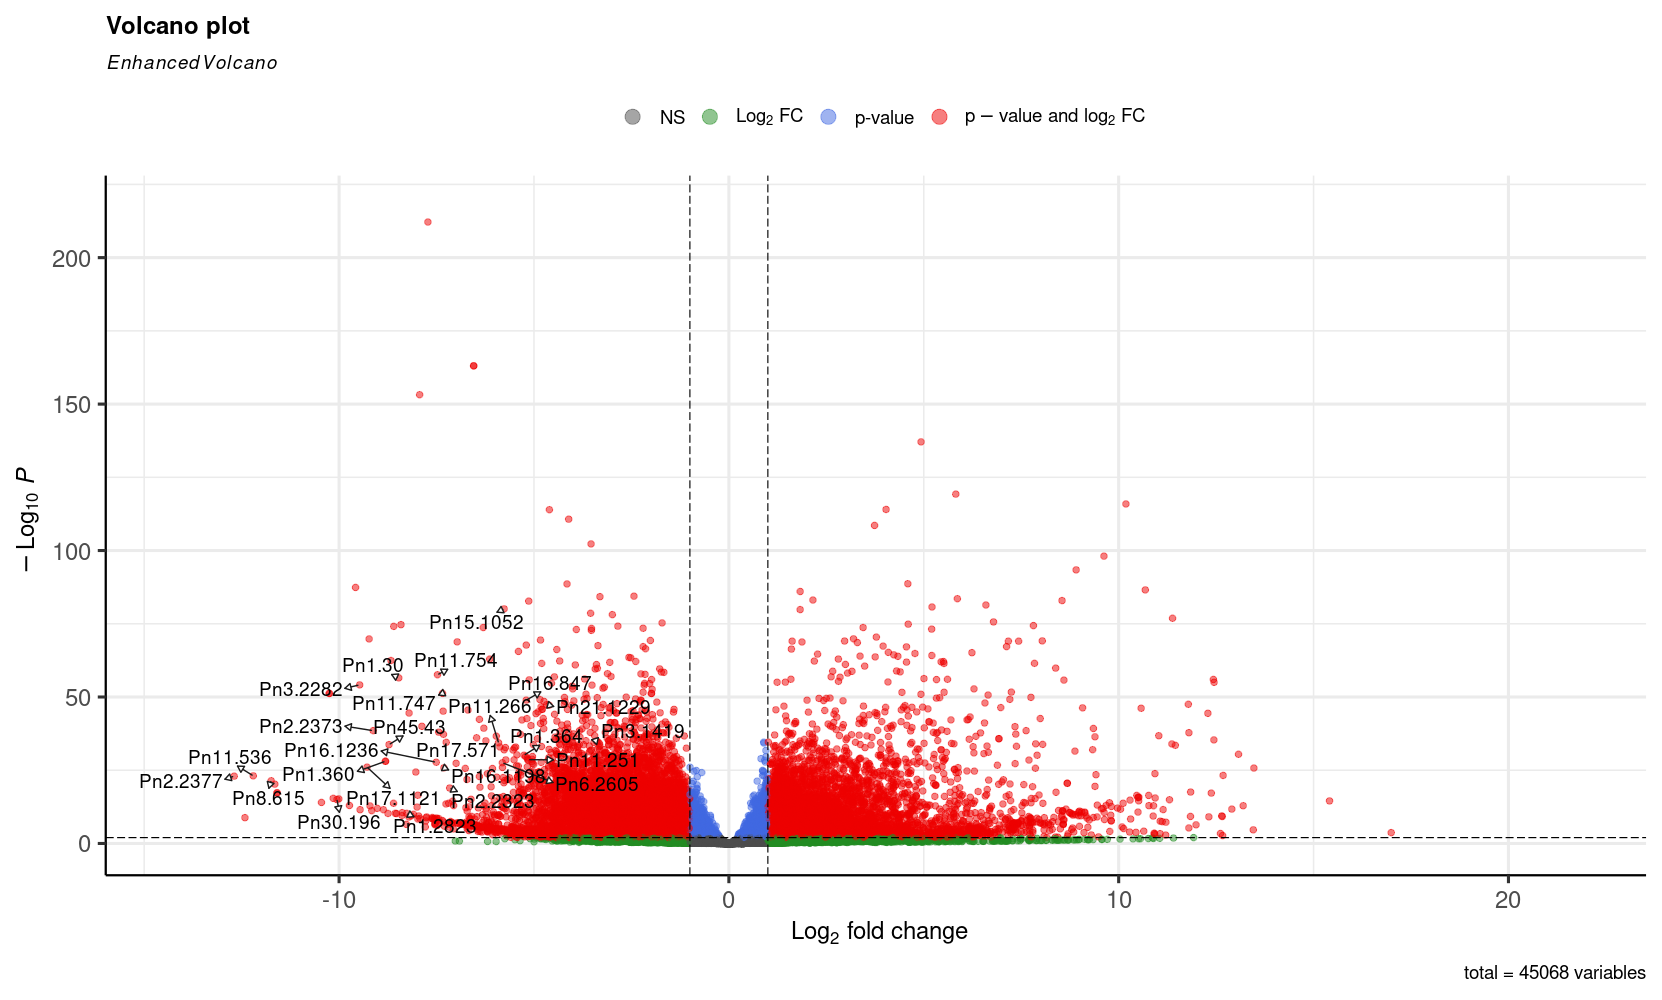 Volcano plot
EnhancedVolcano
NS Log₂ FC p-value p − value and log₂ FC
− Log₁₀ P
200
150
100
50
0
Pn15.1052
Pn1.30
Pn11.754
Pn3.2282
Pn16.847
Pn11.747
Pn11.266
Pn21.1229
Pn2.2373
Pn45.43
Pn1.364
Pn3.1419
Pn16.1236
Pn17.571
Pn11.536
Pn11.251
Pn2.2377
Pn1.360
Pn16.1198
Pn6.2605
Pn8.615
Pn17.1121
Pn2.2323
Pn30.196
Pn1.2823
-10 0 10 20
Log₂ fold change
total = 45068 variables